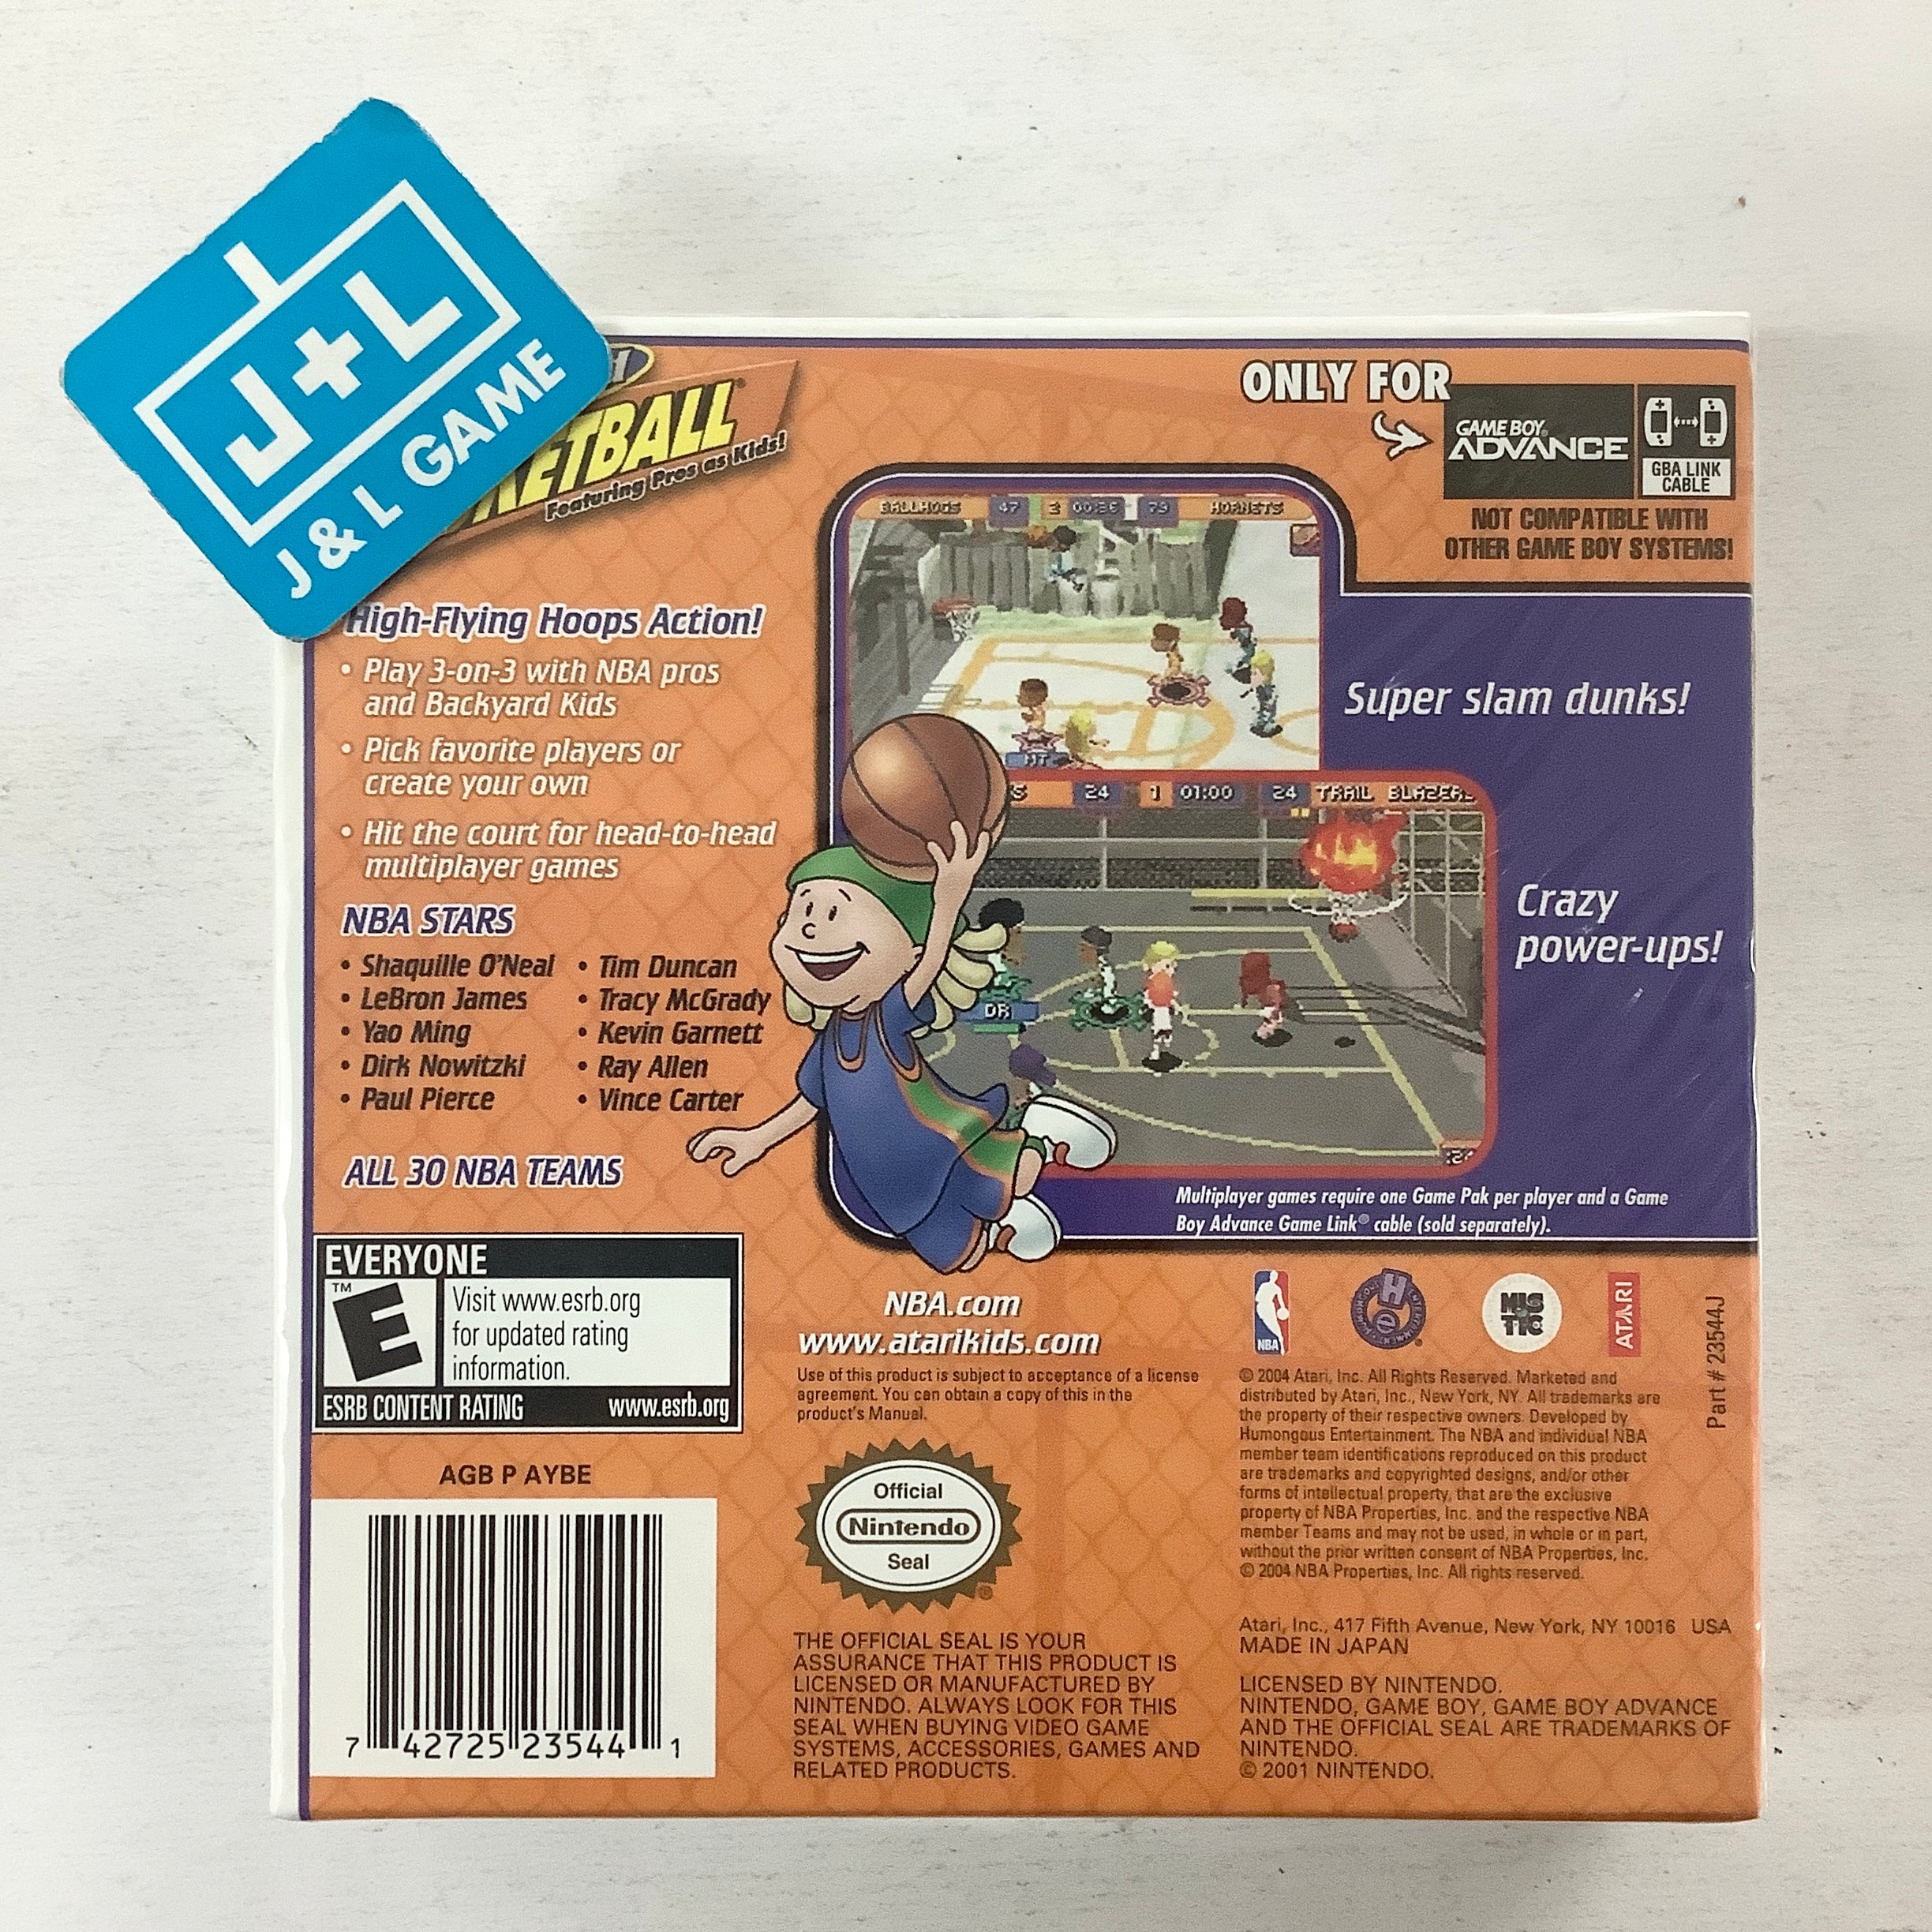 J+L
J & L GAME
KETBALL®
Featuring Pros as Kids!
ONLY FOR
GAME BOY
ADVANCE
GBA LINK
CABLE
NOT COMPATIBLE WITH
OTHER GAME BOY SYSTEMS!
High-Flying Hoops Action!
• Play 3-on-3 with NBA pros
and Backyard Kids
• Pick favorite players or
create your own
• Hit the court for head-to-head
multiplayer games
NBA STARS
• Shaquille O'Neal
• LeBron James
• Yao Ming
• Dirk Nowitzki
• Paul Pierce
• Tim Duncan
• Tracy McGrady
• Kevin Garnett
• Ray Allen
• Vince Carter
ALL 30 NBA TEAMS
BALLHOGS 47 2 00:36 79 HORNETS
Super slam dunks!
24 1 01:00 24 TRAIL BLAZERS
DR
Crazy
power-ups!
Multiplayer games require one Game Pak per player and a Game
Boy Advance Game Link® cable (sold separately).
EVERYONE
E™
Visit www.esrb.org
for updated rating
information.
ESRB CONTENT RATING www.esrb.org
AGB P AYBE
7 42725 23544 1
NBA.com
www.atarikids.com
Use of this product is subject to acceptance of a license
agreement. You can obtain a copy of this in the
product's Manual.
Official
Nintendo
Seal
®
THE OFFICIAL SEAL IS YOUR
ASSURANCE THAT THIS PRODUCT IS
LICENSED OR MANUFACTURED BY
NINTENDO. ALWAYS LOOK FOR THIS
SEAL WHEN BUYING VIDEO GAME
SYSTEMS, ACCESSORIES, GAMES AND
RELATED PRODUCTS.
NBA
HUMONGOUS ENTERTAINMENT
MIS
TIC
ATARI
Part # 23544J
© 2004 Atari, Inc. All Rights Reserved. Marketed and
distributed by Atari, Inc., New York, NY. All trademarks are
the property of their respective owners. Developed by
Humongous Entertainment. The NBA and individual NBA
member team identifications reproduced on this product
are trademarks and copyrighted designs, and/or other
forms of intellectual property, that are the exclusive
property of NBA Properties, Inc. and the respective NBA
member Teams and may not be used, in whole or in part,
without the prior written consent of NBA Properties, Inc.
© 2004 NBA Properties, Inc. All rights reserved.
Atari, Inc., 417 Fifth Avenue, New York, NY 10016 USA
MADE IN JAPAN
LICENSED BY NINTENDO.
NINTENDO, GAME BOY, GAME BOY ADVANCE
AND THE OFFICIAL SEAL ARE TRADEMARKS OF
NINTENDO.
© 2001 NINTENDO.